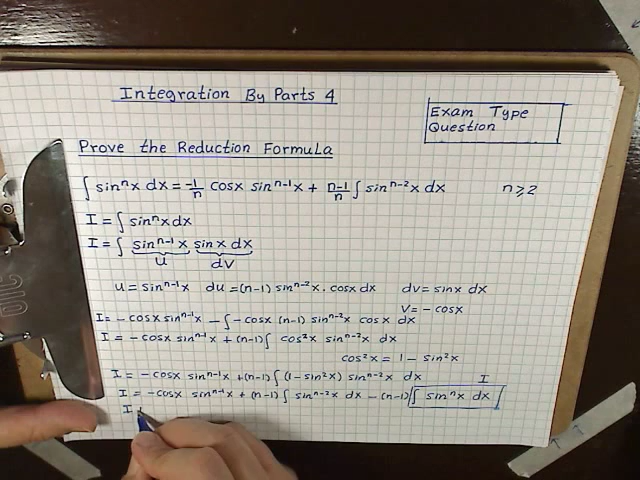 Integration By Parts 4
Exam Type
Question
Prove the Reduction Formula
∫ sinⁿx dx = -1/n cosx sinⁿ⁻¹x + n-1/n ∫ sinⁿ⁻²x dx n≥2
I = ∫ sinⁿx dx
I = ∫ sinⁿ⁻¹x sinx dx
u dv
u = sinⁿ⁻¹x du = (n-1) sinⁿ⁻²x . cosx dx dv = sinx dx
V = - cosx
I = - cosx sinⁿ⁻¹x - ∫ - cosx (n-1) sinⁿ⁻²x cosx dx
I = - cosx sinⁿ⁻¹x + (n-1) ∫ cos²x sinⁿ⁻²x dx
cos²x = 1 - sin²x
I = - cosx sinⁿ⁻¹x + (n-1) ∫ (1 - sin²x) sinⁿ⁻²x dx
I
I = - cosx sinⁿ⁻¹x + (n-1) ∫ sinⁿ⁻²x dx - (n-1) ∫ sinⁿx dx
I